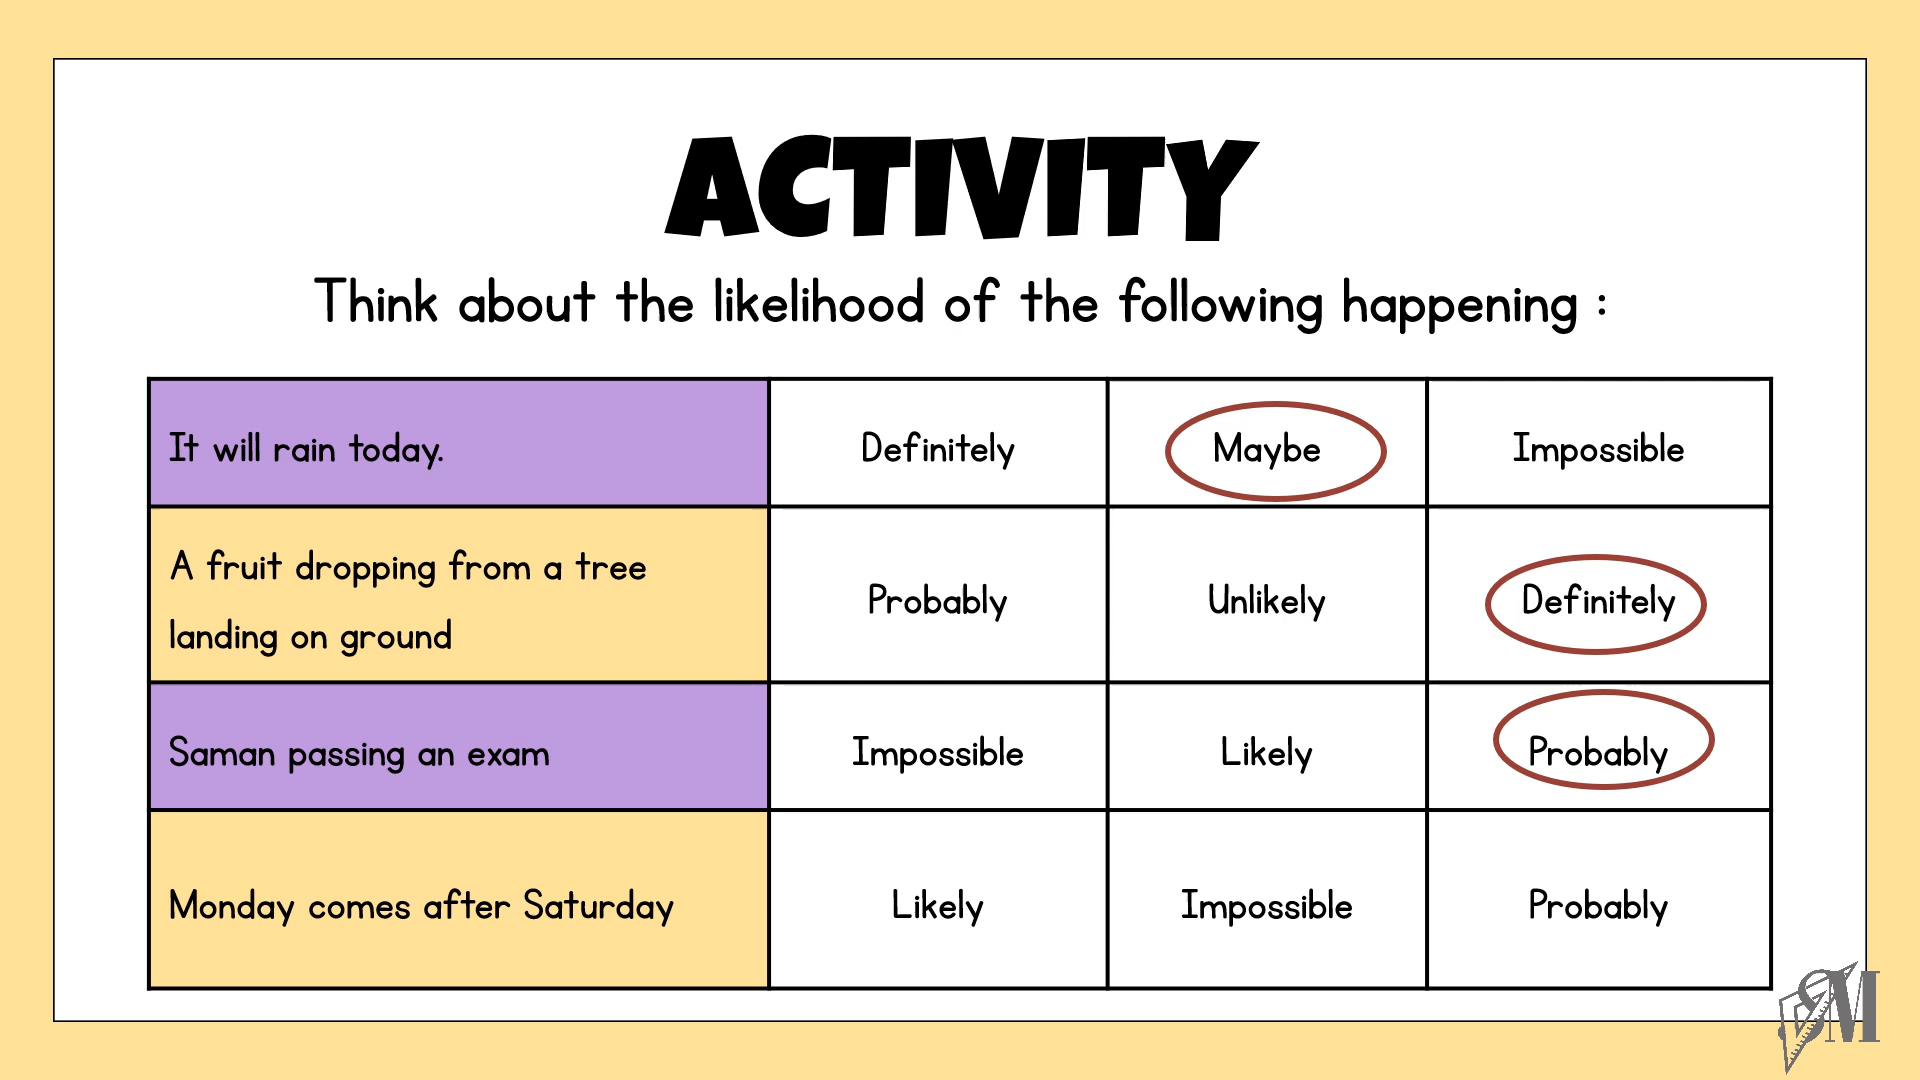 ACTIVITY
Think about the likelihood of the following happening :
It will rain today.
Definitely
Maybe
Impossible
A fruit dropping from a tree
landing on ground
Probably
Unlikely
Definitely
Saman passing an exam
Impossible
Likely
Probably
Monday comes after Saturday
Likely
Impossible
Probably
SM